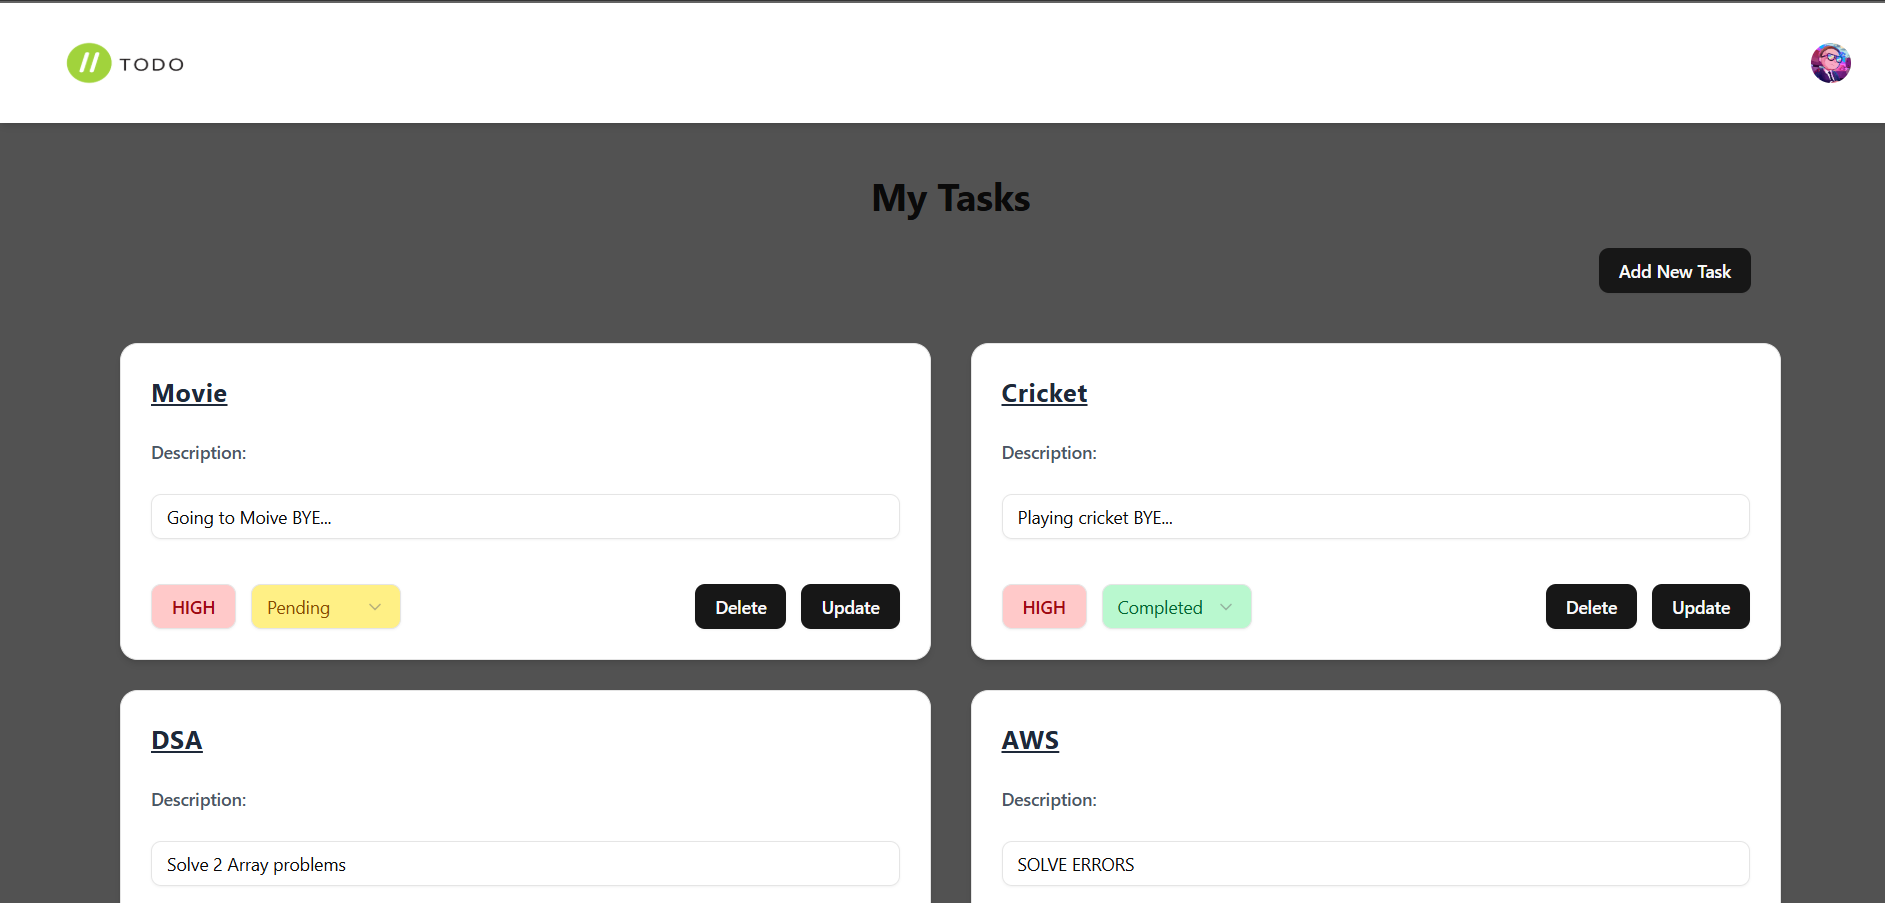 TODO
My Tasks
Add New Task
Movie
Description:
Going to Moive BYE...
HIGH
Pending
Delete
Update
Cricket
Description:
Playing cricket BYE...
HIGH
Completed
Delete
Update
DSA
Description:
Solve 2 Array problems
AWS
Description:
SOLVE ERRORS